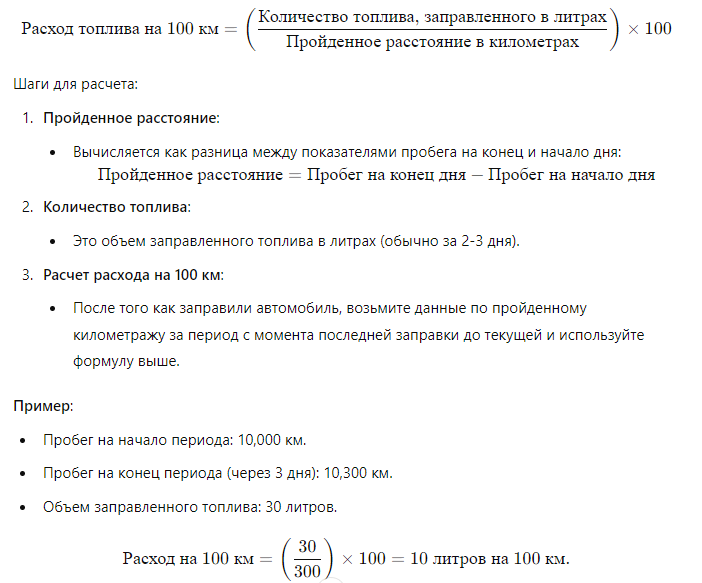 Расход топлива на 100 км = (Количество топлива, заправленного в литрах / Пройденное расстояние в километрах) × 100
Шаги для расчета:
1. Пройденное расстояние:
• Вычисляется как разница между показателями пробега на конец и начало дня:
Пройденное расстояние = Пробег на конец дня − Пробег на начало дня
2. Количество топлива:
• Это объем заправленного топлива в литрах (обычно за 2-3 дня).
3. Расчет расхода на 100 км:
• После того как заправили автомобиль, возьмите данные по пройденному
километражу за период с момента последней заправки до текущей и используйте
формулу выше.
Пример:
• Пробег на начало периода: 10,000 км.
• Пробег на конец периода (через 3 дня): 10,300 км.
• Объем заправленного топлива: 30 литров.
Расход на 100 км = (30 / 300) × 100 = 10 литров на 100 км.